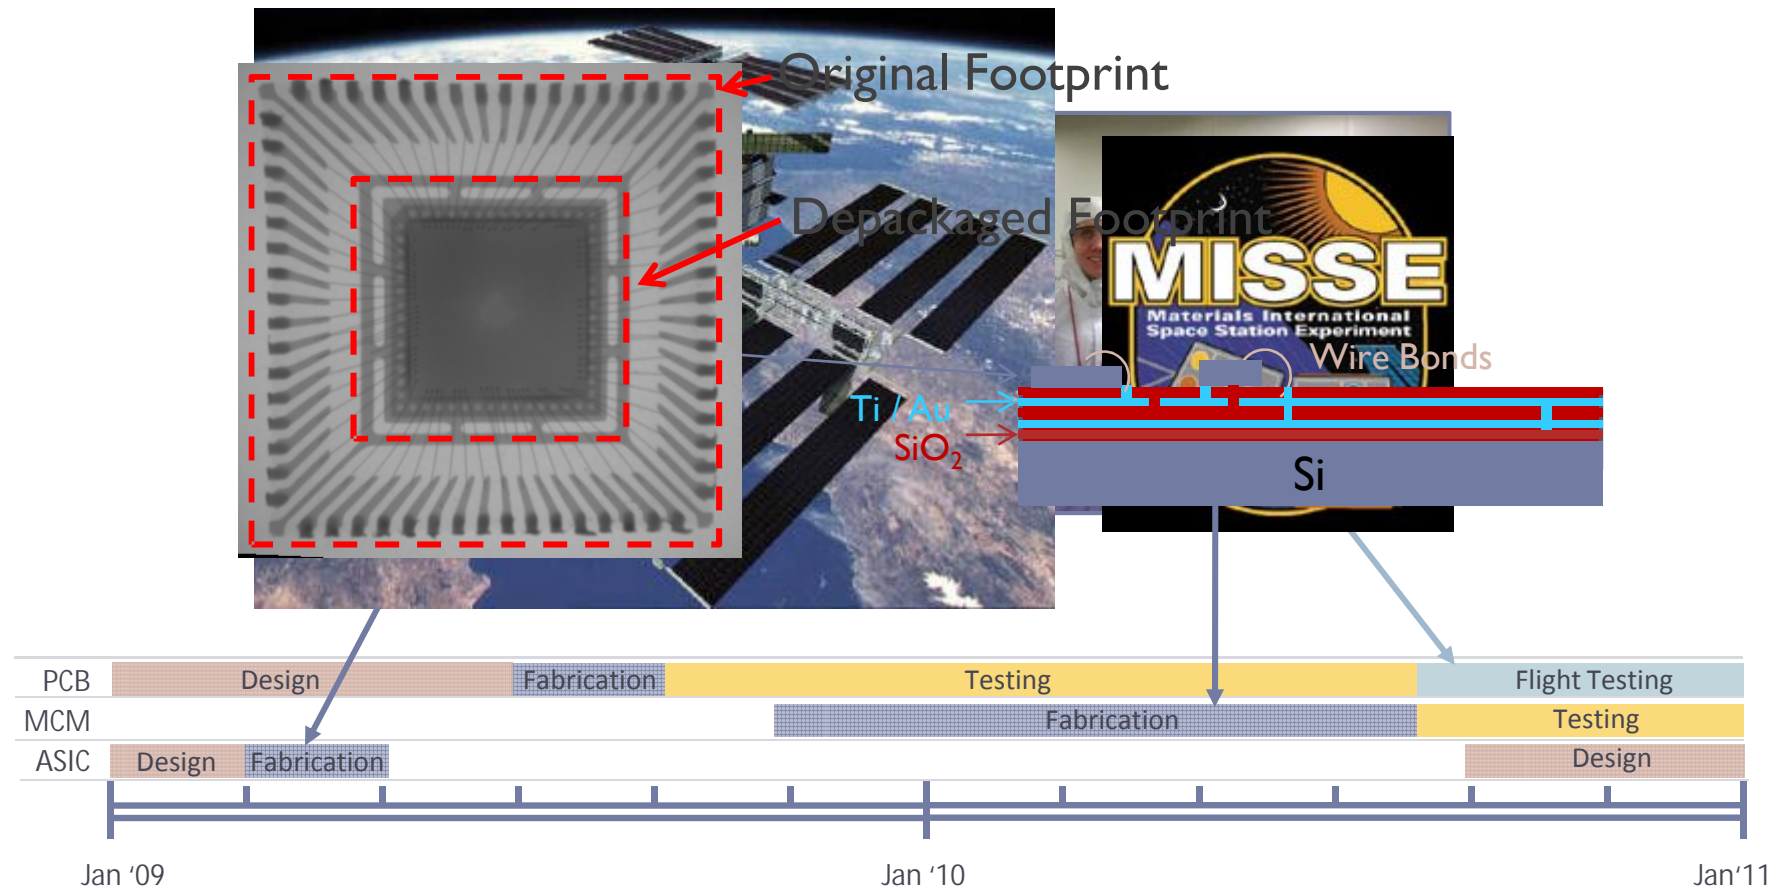 Original Footprint
Depackaged Footprint
MISSE
Materials International
Space Station Experiment
Wire Bonds
Ti / Au
SiO₂
Si
PCB Design Fabrication Testing Flight Testing
MCM Fabrication Testing
ASIC Design Fabrication Design
Jan ‘09 Jan ‘10 Jan'11